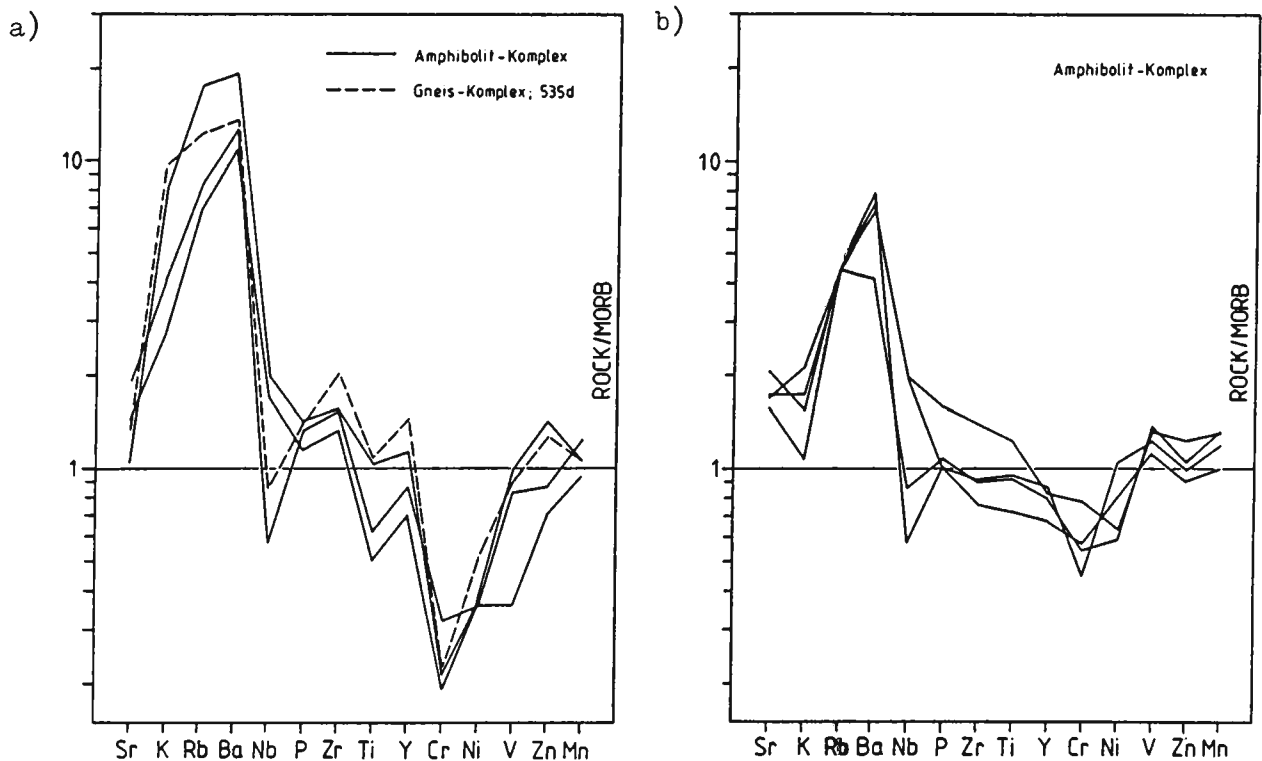 a)
Amphibolit-Komplex
Gneis-Komplex; 535d
10
1
ROCK/MORB
Sr K Rb Ba Nb P Zr Ti Y Cr Ni V Zn Mn
b)
Amphibolit-Komplex
10
1
ROCK/MORB
Sr K Rb Ba Nb P Zr Ti Y Cr Ni V Zn Mn